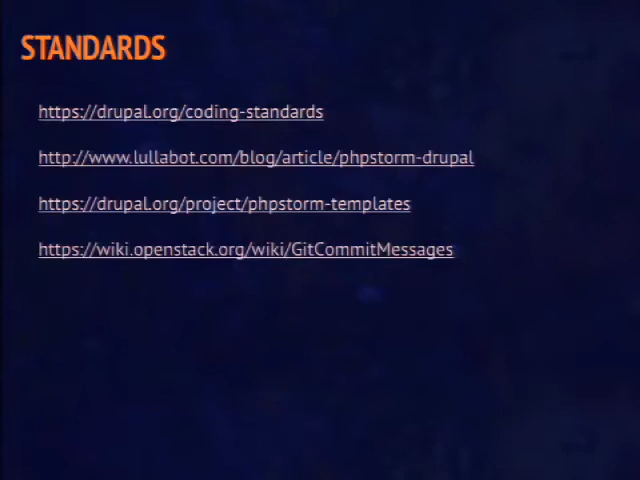 STANDARDS
https://drupal.org/coding-standards
http://www.lullabot.com/blog/article/phpstorm-drupal
https://drupal.org/project/phpstorm-templates
https://wiki.openstack.org/wiki/GitCommitMessages